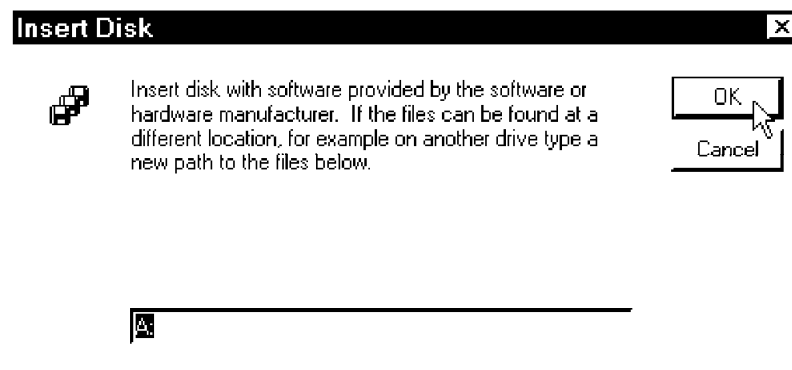 Insert Disk
Insert disk with software provided by the software or
hardware manufacturer. If the files can be found at a
different location, for example on another drive type a
new path to the files below.
OK
Cancel
A: